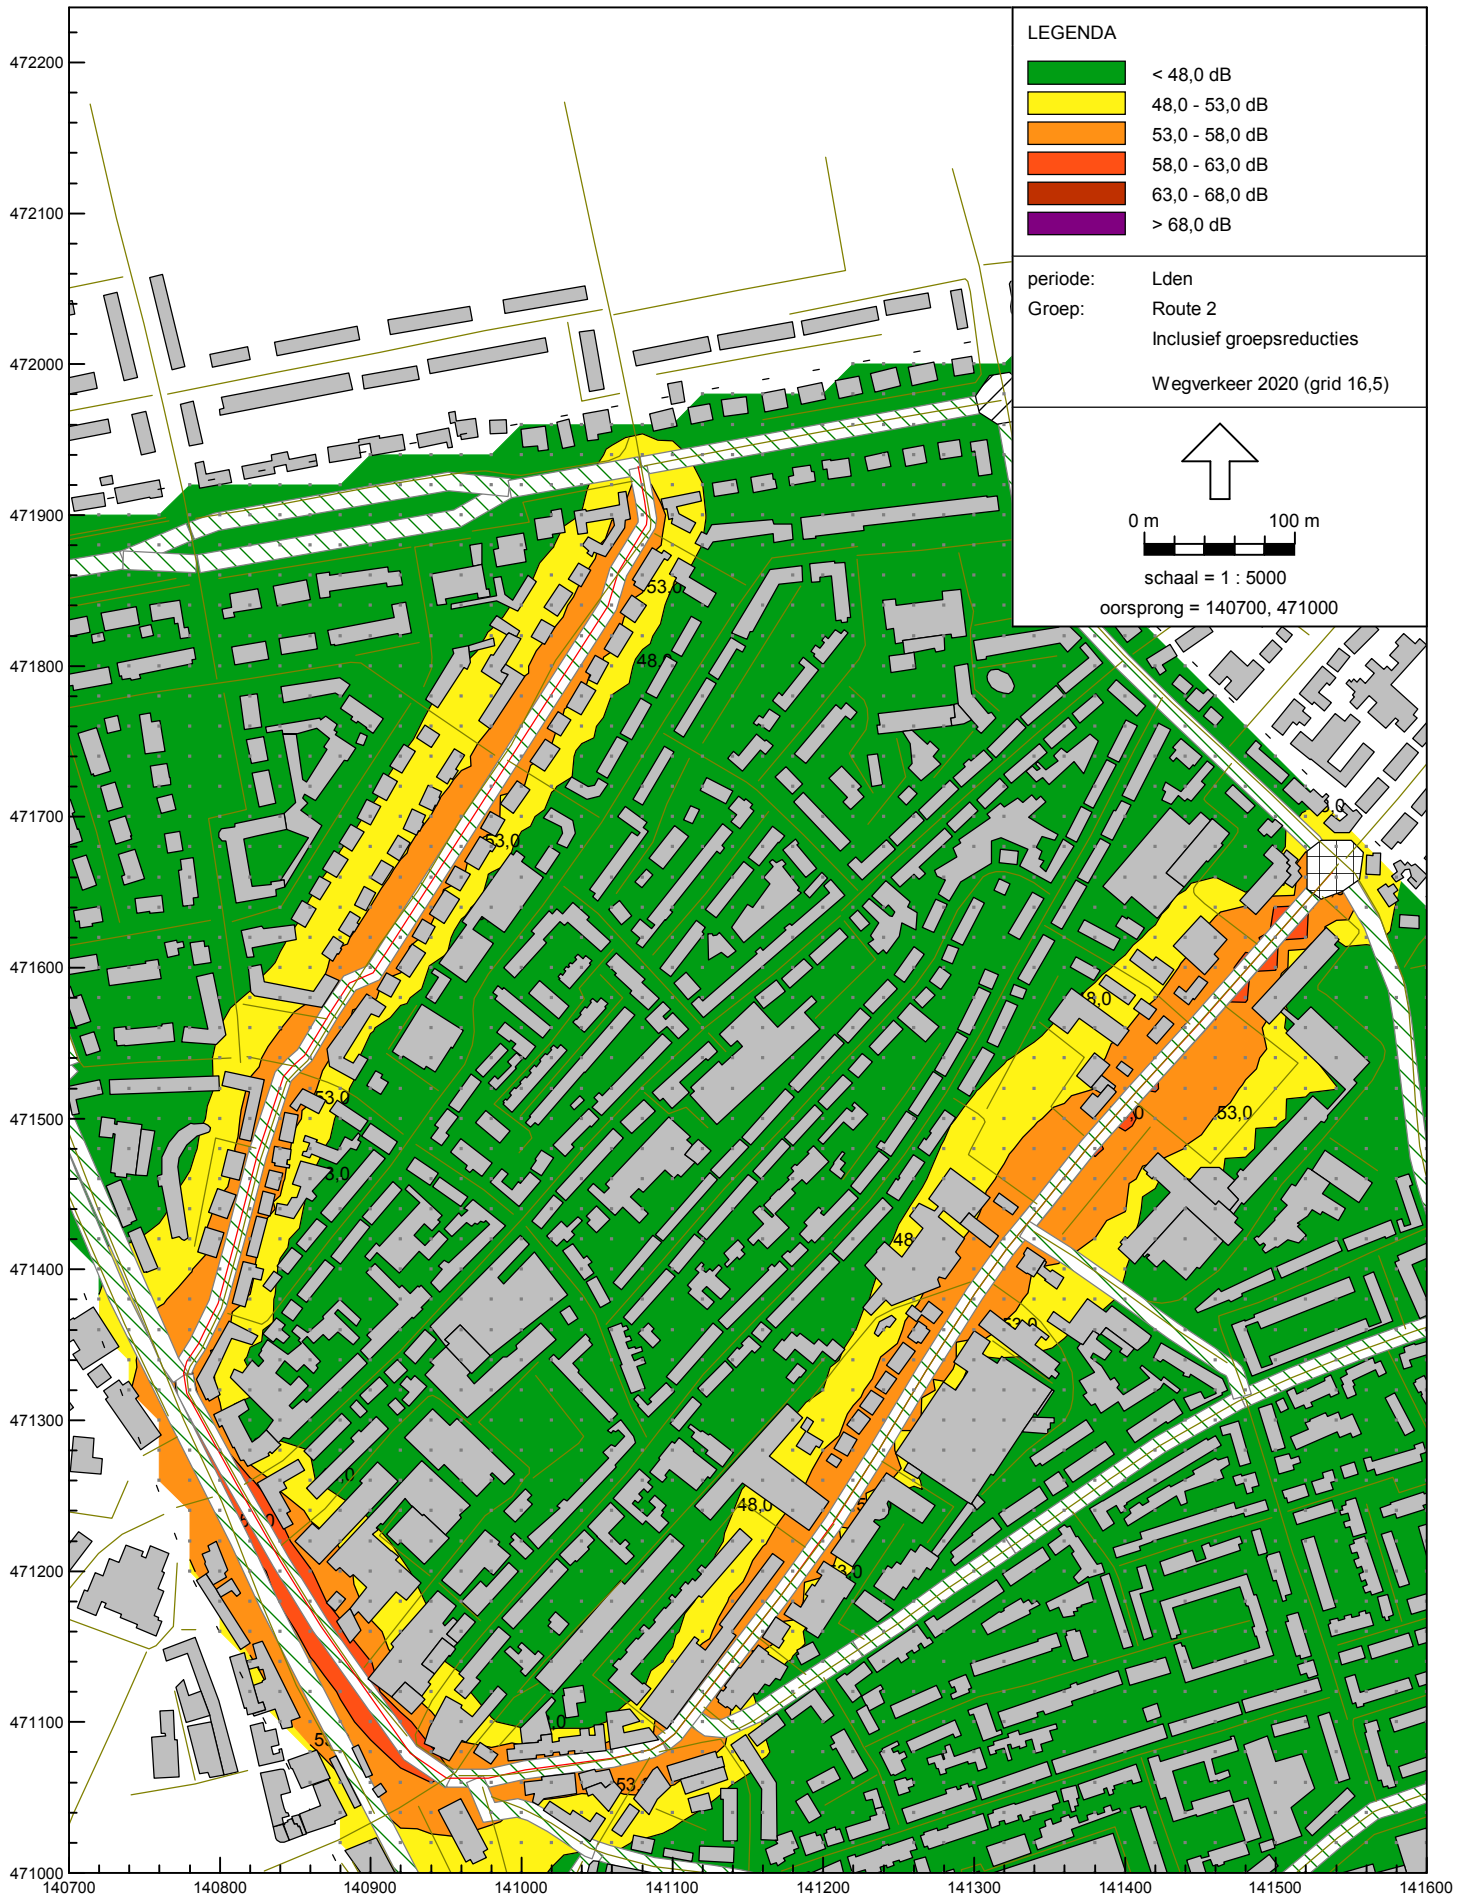 LEGENDA
< 48,0 dB
48,0 - 53,0 dB
53,0 - 58,0 dB
58,0 - 63,0 dB
63,0 - 68,0 dB
> 68,0 dB
periode: Lden
Groep: Route 2
Inclusief groepsreducties
Wegverkeer 2020 (grid 16,5)
0 m 100 m
schaal = 1 : 5000
oorsprong = 140700, 471000
472200
472100
472000
471900
53,0
471800
48,0
471700
53,0
471600
53,0
471500
53,0
471400
48
53,0
471300
48,0
471200
471100
53
471000
140700 140800 140900 141000 141100 141200 141300 141400 141500 141600